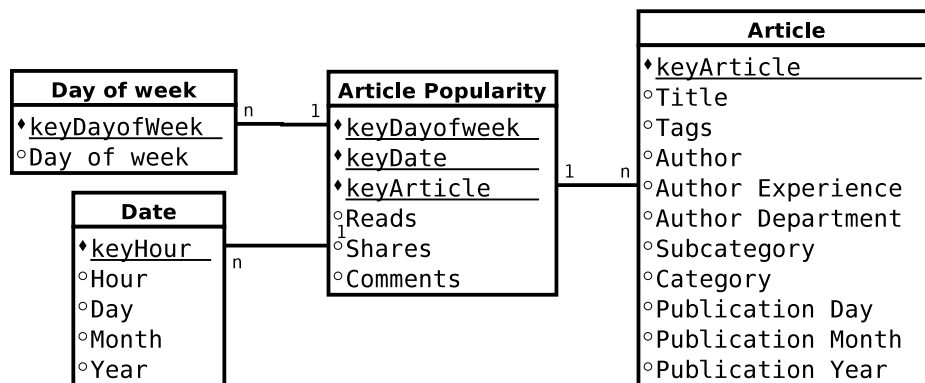 Day of week
keyDayofWeek
Day of week
n
1
Date
keyHour
Hour
Day
Month
Year
n
1
Article Popularity
keyDayofweek
keyDate
keyArticle
Reads
Shares
Comments
1
n
Article
keyArticle
Title
Tags
Author
Author Experience
Author Department
Subcategory
Category
Publication Day
Publication Month
Publication Year